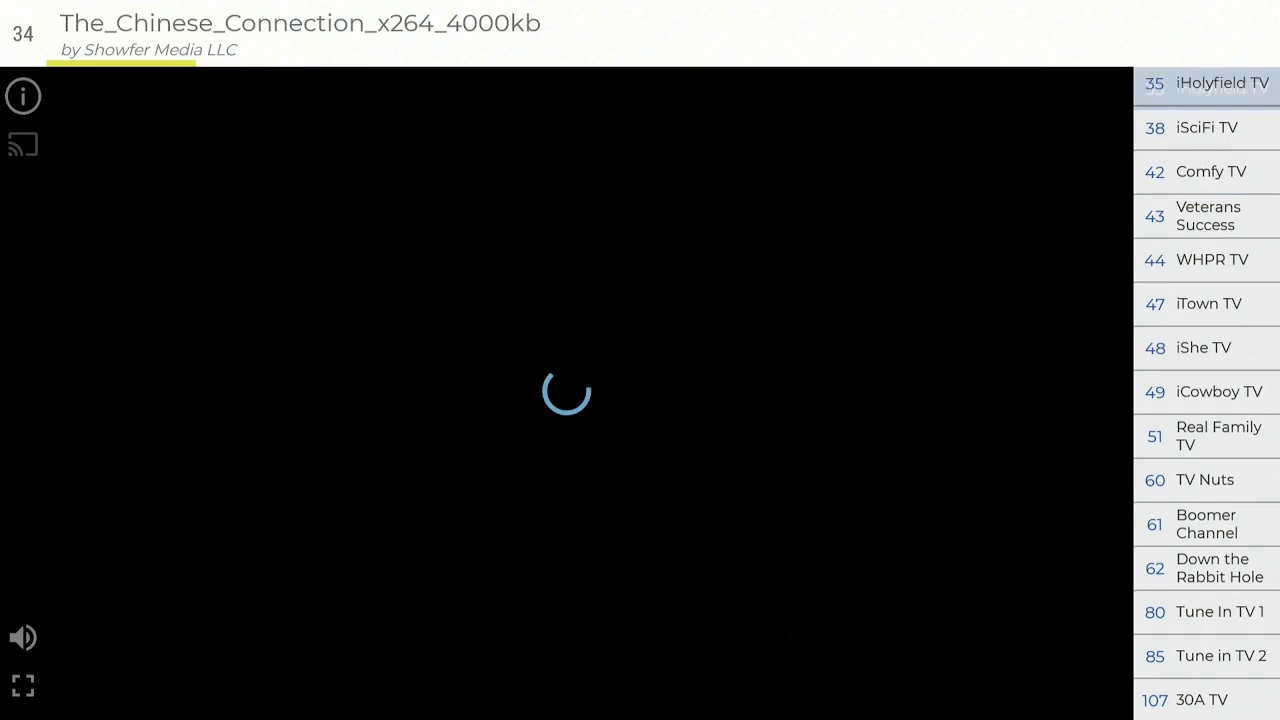 34
The_Chinese_Connection_x264_4000kb
by Showfer Media LLC
35 iHolyfield TV
38 iSciFi TV
42 Comfy TV
43 Veterans
Success
44 WHPR TV
47 iTown TV
48 iShe TV
49 iCowboy TV
51 Real Family
TV
60 TV Nuts
61 Boomer
Channel
62 Down the
Rabbit Hole
80 Tune In TV 1
85 Tune in TV 2
107 30A TV